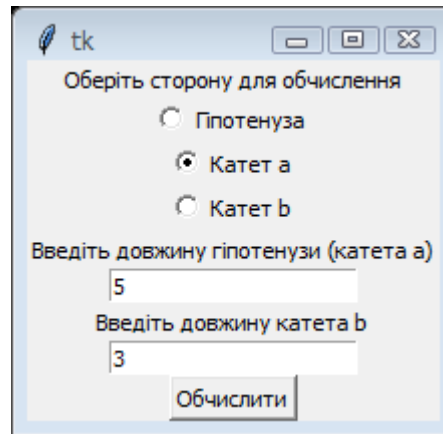 tk
Оберіть сторону для обчислення
Гіпотенуза
Катет a
Катет b
Введіть довжину гіпотенузи (катета a)
5
Введіть довжину катета b
3
Обчислити